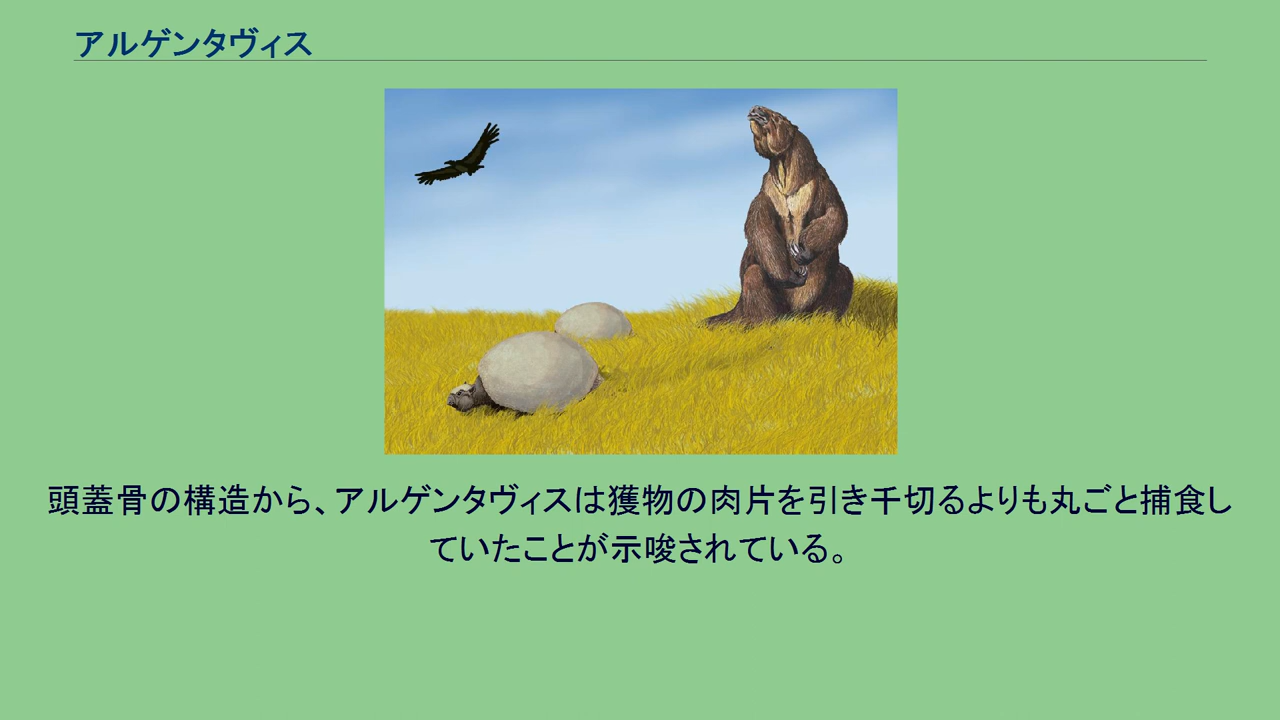 アルゲンタヴィス
頭蓋骨の構造から、アルゲンタヴィスは獲物の肉片を引き千切るよりも丸ごと捕食し
ていたことが示唆されている。